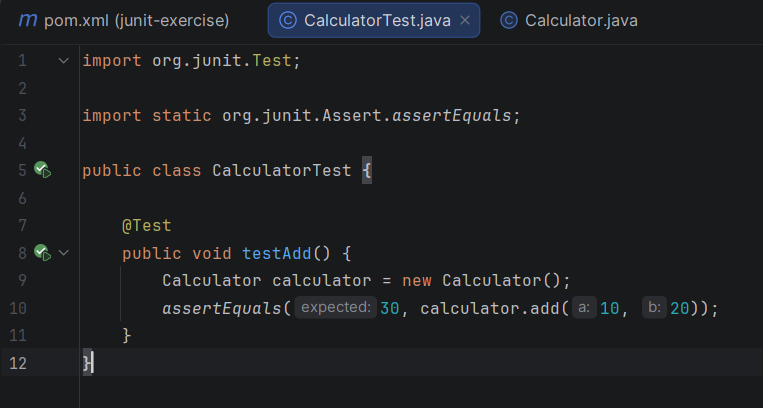 m pom.xml (junit-exercise) © CalculatorTest.java × © Calculator.java
1 import org.junit.Test;
2
3 import static org.junit.Assert.assertEquals;
4
5 public class CalculatorTest {
6
7 @Test
8 public void testAdd() {
9 Calculator calculator = new Calculator();
10 assertEquals( expected: 30, calculator.add( a: 10, b: 20));
11 }
12 }